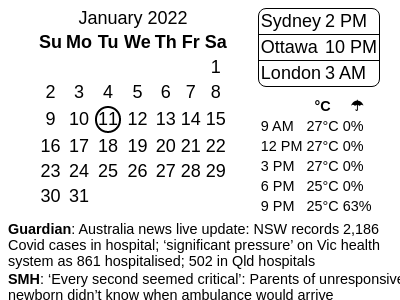 January 2022
Su Mo Tu We Th Fr Sa
1
2 3 4 5 6 7 8
9 10 11 12 13 14 15
16 17 18 19 20 21 22
23 24 25 26 27 28 29
30 31
Sydney 2 PM
Ottawa 10 PM
London 3 AM
°C ☂
9 AM 27°C 0%
12 PM 27°C 0%
3 PM 27°C 0%
6 PM 25°C 0%
9 PM 25°C 63%
Guardian: Australia news live update: NSW records 2,186
Covid cases in hospital; ‘significant pressure’ on Vic health
system as 861 hospitalised; 502 in Qld hospitals
SMH: ‘Every second seemed critical’: Parents of unresponsive
newborn didn’t know when ambulance would arrive